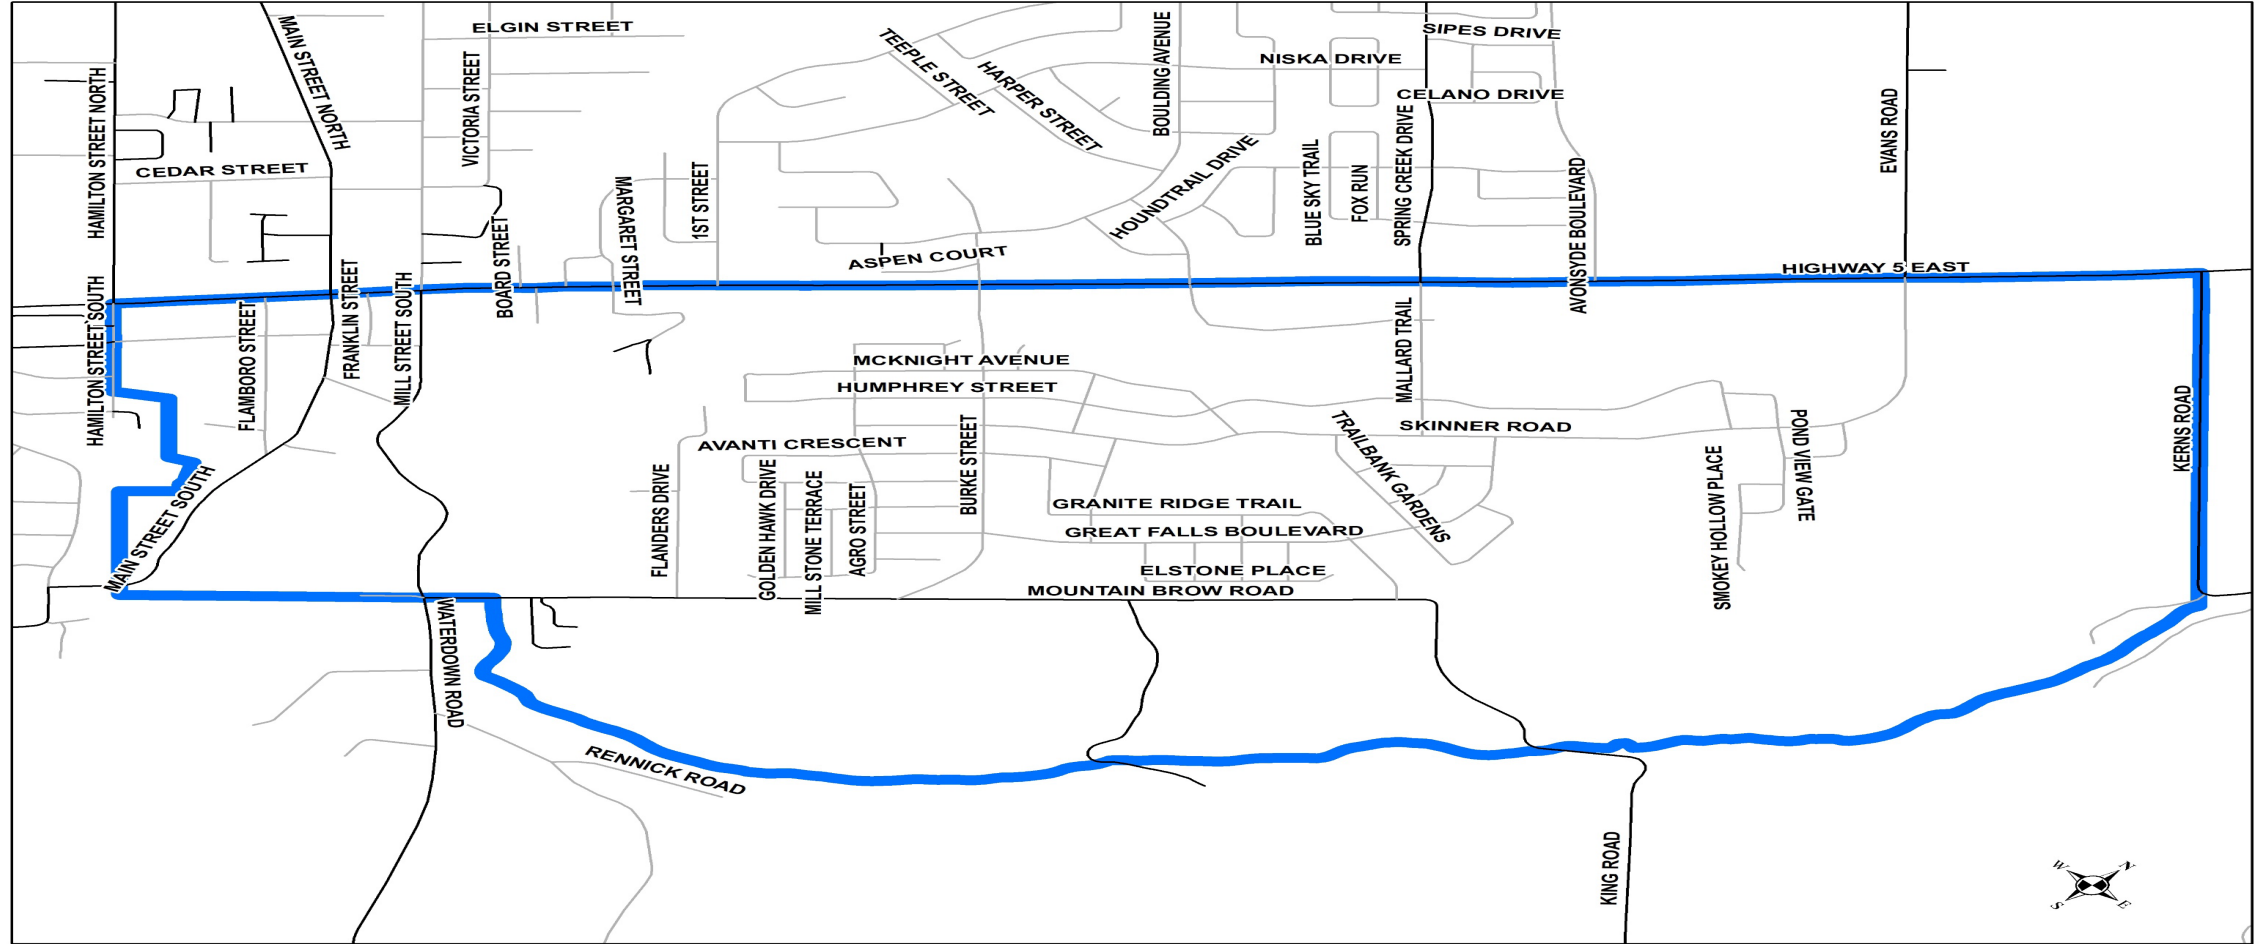 ELGIN STREET
MAIN STREET NORTH
TEEPLE STREET
HARPER STREET
BOULDING AVENUE
SIPES DRIVE
NISKA DRIVE
CELANO DRIVE
HAMILTON STREET NORTH
VICTORIA STREET
EVANS ROAD
CEDAR STREET
1ST STREET
MARGARET STREET
HOUNDTRAIL DRIVE
BLUE SKY TRAIL
FOX RUN
SPRING CREEK DRIVE
AVONSYDE BOULEVARD
BOARD STREET
ASPEN COURT
HIGHWAY 5 EAST
HAMILTON STREET SOUTH
FLAMBORO STREET
FRANKLIN STREET
MILL STREET SOUTH
MALLARD TRAIL
MCKNIGHT AVENUE
HUMPHREY STREET
KERNS ROAD
SKINNER ROAD
TRAILBANK GARDENS
POND VIEW GATE
AVANTI CRESCENT
BURKE STREET
SMOKEY HOLLOW PLACE
MAIN STREET SOUTH
FLANDERS DRIVE
GOLDEN HAWK DRIVE
MILL STONE TERRACE
AGRO STREET
GRANITE RIDGE TRAIL
GREAT FALLS BOULEVARD
ELSTONE PLACE
MOUNTAIN BROW ROAD
WATERDOWN ROAD
RENNICK ROAD
KING ROAD
W N
S E